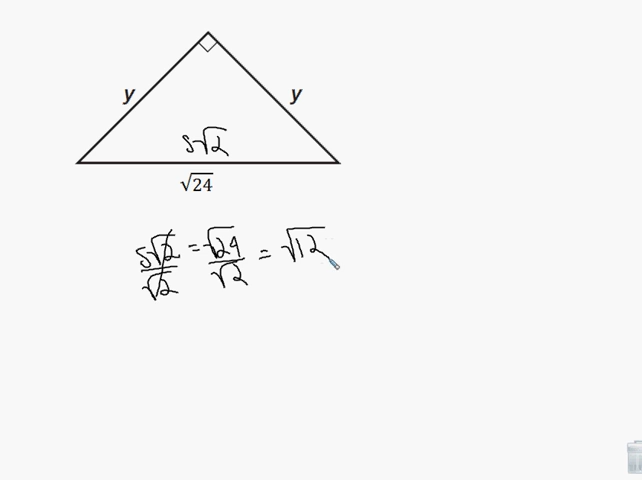 y y
s√2
√24
s√2/√2 = √24/√2 = √12